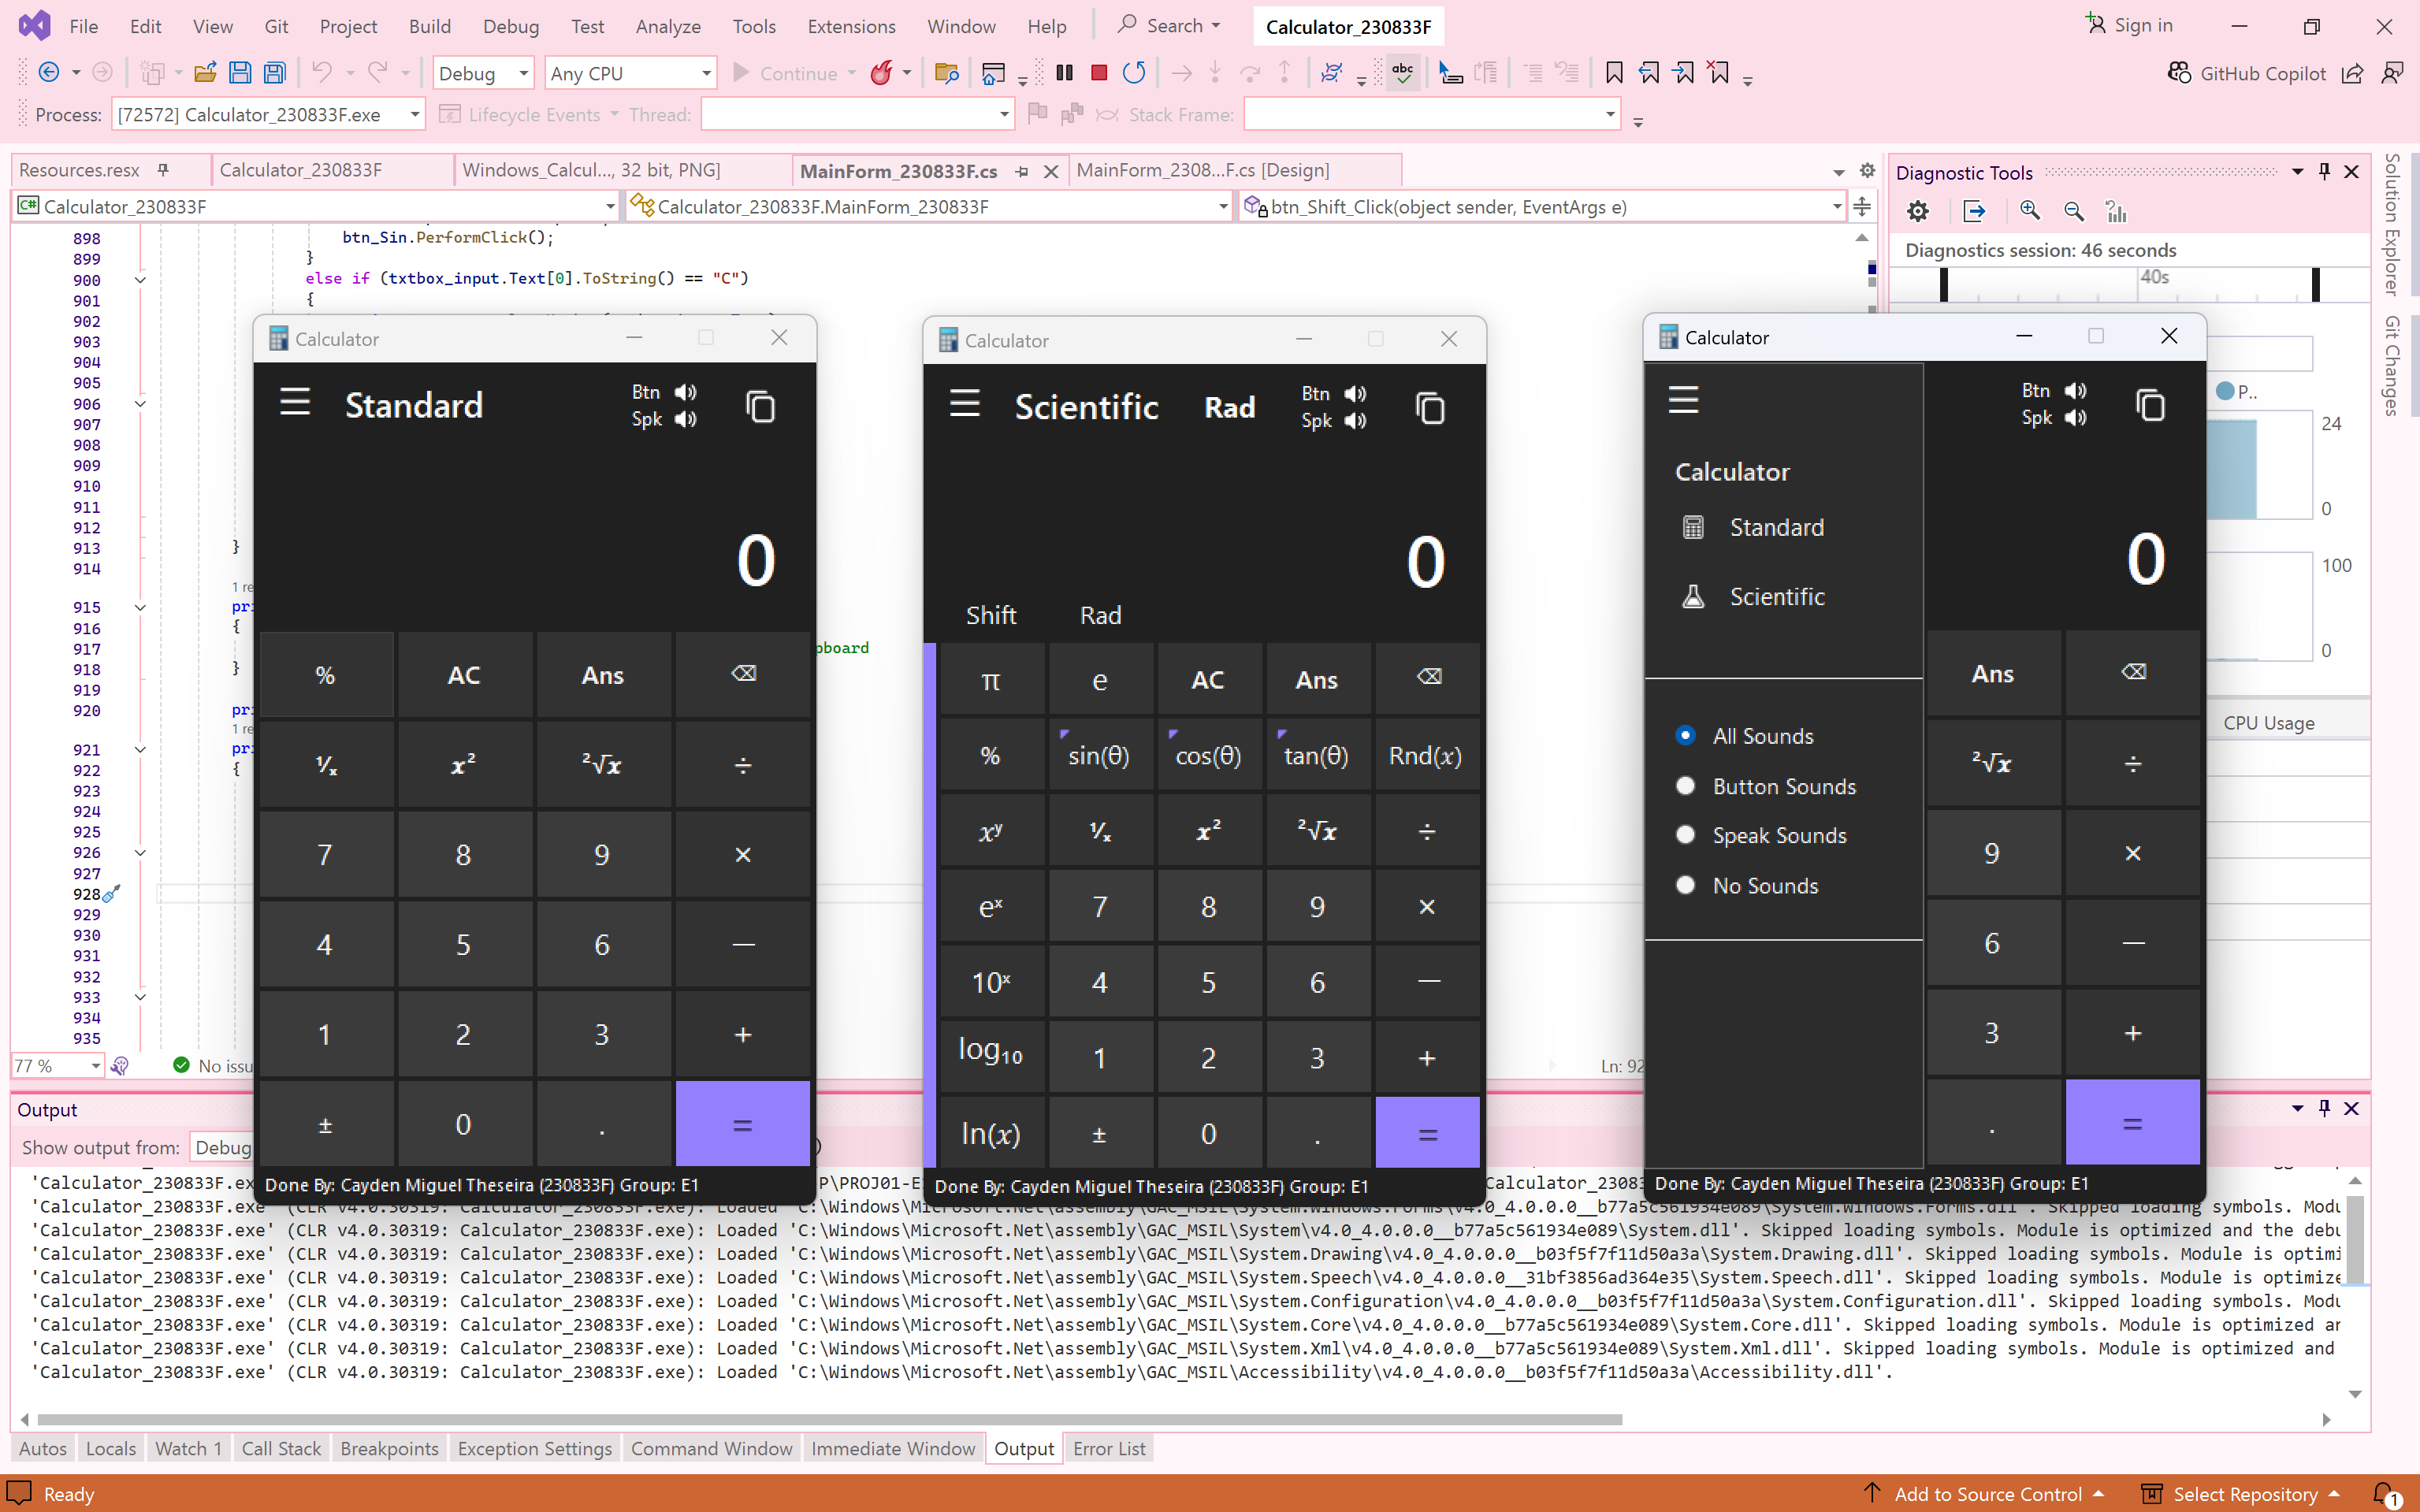 File Edit View Git Project Build Debug Test Analyze Tools Extensions Window Help Search Calculator_230833F Sign in
Debug Any CPU Continue GitHub Copilot
Process: [72572] Calculator_230833F.exe Lifecycle Events Thread: Stack Frame:
Resources.resx Calculator_230833F Windows_Calcul..., 32 bit, PNG] MainForm_230833F.cs MainForm_2308...F.cs [Design]
Calculator_230833F Calculator_230833F.MainForm_230833F btn_Shift_Click(object sender, EventArgs e)
Diagnostic Tools
Diagnostics session: 46 seconds
40s
P..
24
0
100
0
CPU Usage
Solution Explorer
Git Changes
898 btn_Sin.PerformClick();
899 }
900 else if (txtbox_input.Text[0].ToString() == "C")
901 {
902
903
904
905
906
907
908
909
910
911
912
913 }
914
1 re
915 pri
916 {
917 pboard
918 }
919
920 pri
1 re
921 pri
922 {
923
924
925
926
927
928
929
930
931
932
933
934
935
77 % No issu Ln: 92
Calculator
Standard
Btn
Spk
0
% AC Ans ⌫
¹⁄ₓ x² ²√x ÷
7 8 9 ×
4 5 6 —
1 2 3 +
± 0 . =
Done By: Cayden Miguel Theseira (230833F) Group: E1
Calculator
Scientific Rad
Btn
Spk
0
Shift Rad
π e AC Ans ⌫
% sin(θ) cos(θ) tan(θ) Rnd(x)
xʸ ¹⁄ₓ x² ²√x ÷
eˣ 7 8 9 ×
10ˣ 4 5 6 —
log₁₀ 1 2 3 +
ln(x) ± 0 . =
Done By: Cayden Miguel Theseira (230833F) Group: E1
Calculator
Btn
Spk
Calculator
Standard
Scientific
0
All Sounds
Button Sounds
Speak Sounds
No Sounds
Ans ⌫
²√x ÷
9 ×
6 —
3 +
. =
Done By: Cayden Miguel Theseira (230833F) Group: E1
Output
Show output from: Debug
'Calculator_230833F.ex P\PROJ01-E Calculator_23083
'Calculator_230833F.exe' (CLR v4.0.30319: Calculator_230833F.exe): Loaded 'C:\Windows\Microsoft.Net\assembly\GAC_MSIL\System.Windows.Forms\v4.0_4.0.0.0__b77a5c561934e089\System.Windows.Forms.dll'. Skipped loading symbols. Modu
'Calculator_230833F.exe' (CLR v4.0.30319: Calculator_230833F.exe): Loaded 'C:\Windows\Microsoft.Net\assembly\GAC_MSIL\System\v4.0_4.0.0.0__b77a5c561934e089\System.dll'. Skipped loading symbols. Module is optimized and the debu
'Calculator_230833F.exe' (CLR v4.0.30319: Calculator_230833F.exe): Loaded 'C:\Windows\Microsoft.Net\assembly\GAC_MSIL\System.Drawing\v4.0_4.0.0.0__b03f5f7f11d50a3a\System.Drawing.dll'. Skipped loading symbols. Module is optimi
'Calculator_230833F.exe' (CLR v4.0.30319: Calculator_230833F.exe): Loaded 'C:\Windows\Microsoft.Net\assembly\GAC_MSIL\System.Speech\v4.0_4.0.0.0__31bf3856ad364e35\System.Speech.dll'. Skipped loading symbols. Module is optimize
'Calculator_230833F.exe' (CLR v4.0.30319: Calculator_230833F.exe): Loaded 'C:\Windows\Microsoft.Net\assembly\GAC_MSIL\System.Configuration\v4.0_4.0.0.0__b03f5f7f11d50a3a\System.Configuration.dll'. Skipped loading symbols. Modu
'Calculator_230833F.exe' (CLR v4.0.30319: Calculator_230833F.exe): Loaded 'C:\Windows\Microsoft.Net\assembly\GAC_MSIL\System.Core\v4.0_4.0.0.0__b77a5c561934e089\System.Core.dll'. Skipped loading symbols. Module is optimized ar
'Calculator_230833F.exe' (CLR v4.0.30319: Calculator_230833F.exe): Loaded 'C:\Windows\Microsoft.Net\assembly\GAC_MSIL\System.Xml\v4.0_4.0.0.0__b77a5c561934e089\System.Xml.dll'. Skipped loading symbols. Module is optimized and
'Calculator_230833F.exe' (CLR v4.0.30319: Calculator_230833F.exe): Loaded 'C:\Windows\Microsoft.Net\assembly\GAC_MSIL\Accessibility\v4.0_4.0.0.0__b03f5f7f11d50a3a\Accessibility.dll'.
Autos Locals Watch 1 Call Stack Breakpoints Exception Settings Command Window Immediate Window Output Error List
Ready Add to Source Control Select Repository 1